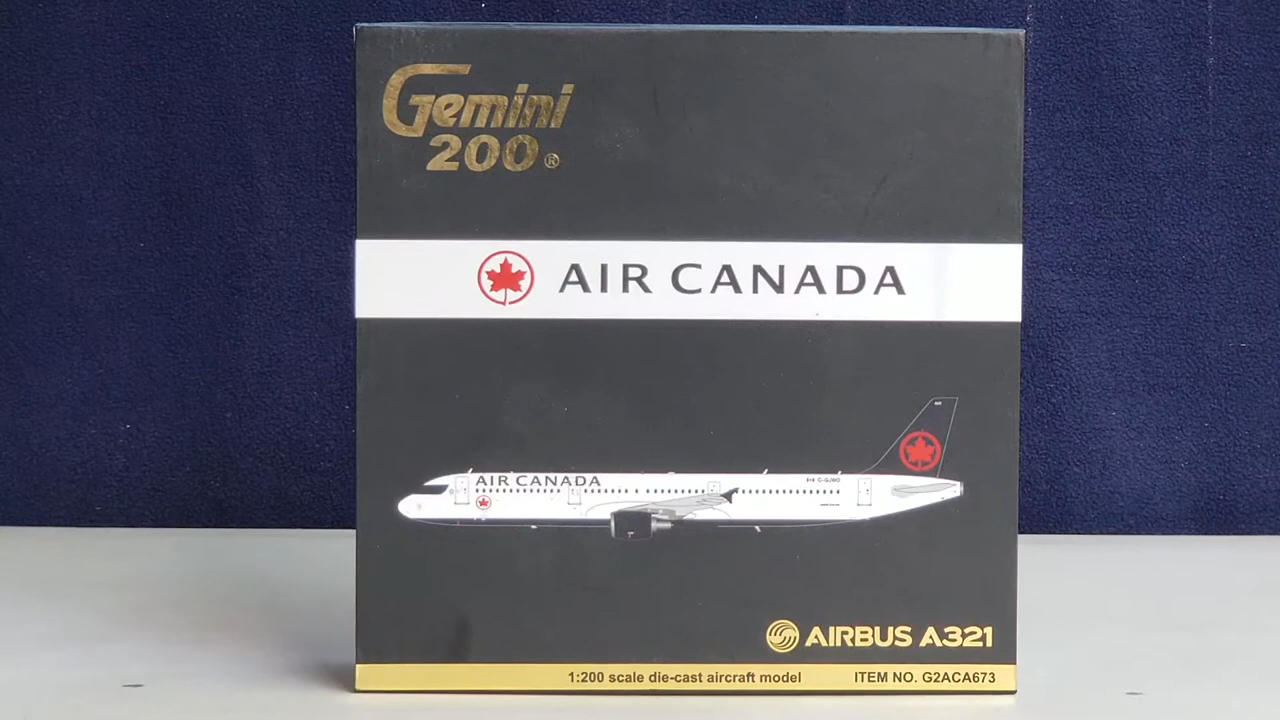 Gemini
200®
AIR CANADA
AIR CANADA
AIRBUS A321
1:200 scale die-cast aircraft model
ITEM NO. G2ACA673